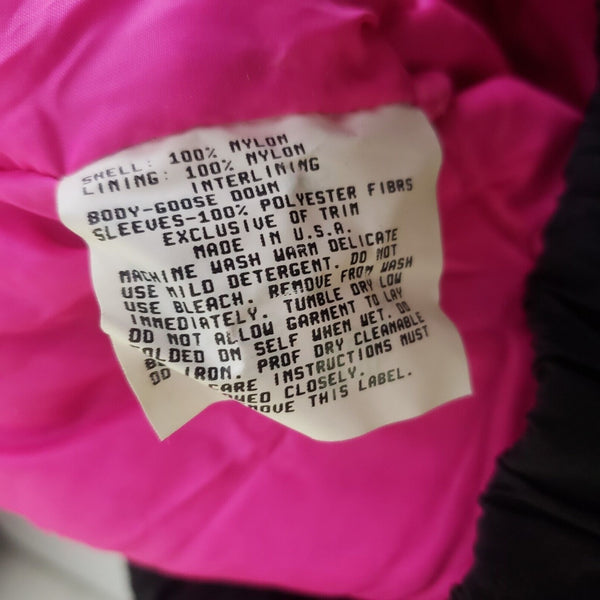 SHELL: 100% NYLON
LINING: 100% NYLON
INTERLINING
BODY-GOOSE DOWN
SLEEVES-100% POLYESTER FIBRS
EXCLUSIVE OF TRIM
MADE IN U.S.A.
MACHINE WASH WARM DELICATE
USE MILD DETERGENT. DO NOT
USE BLEACH. REMOVE FROM WASH
IMMEDIATELY. TUMBLE DRY LOW
DO NOT ALLOW GARMENT TO LAY
FOLDED ON SELF WHEN WET. DO
IRON. PROF DRY CLEANABLE
CARE INSTRUCTIONS MUST
CLOSELY.
THIS LABEL.